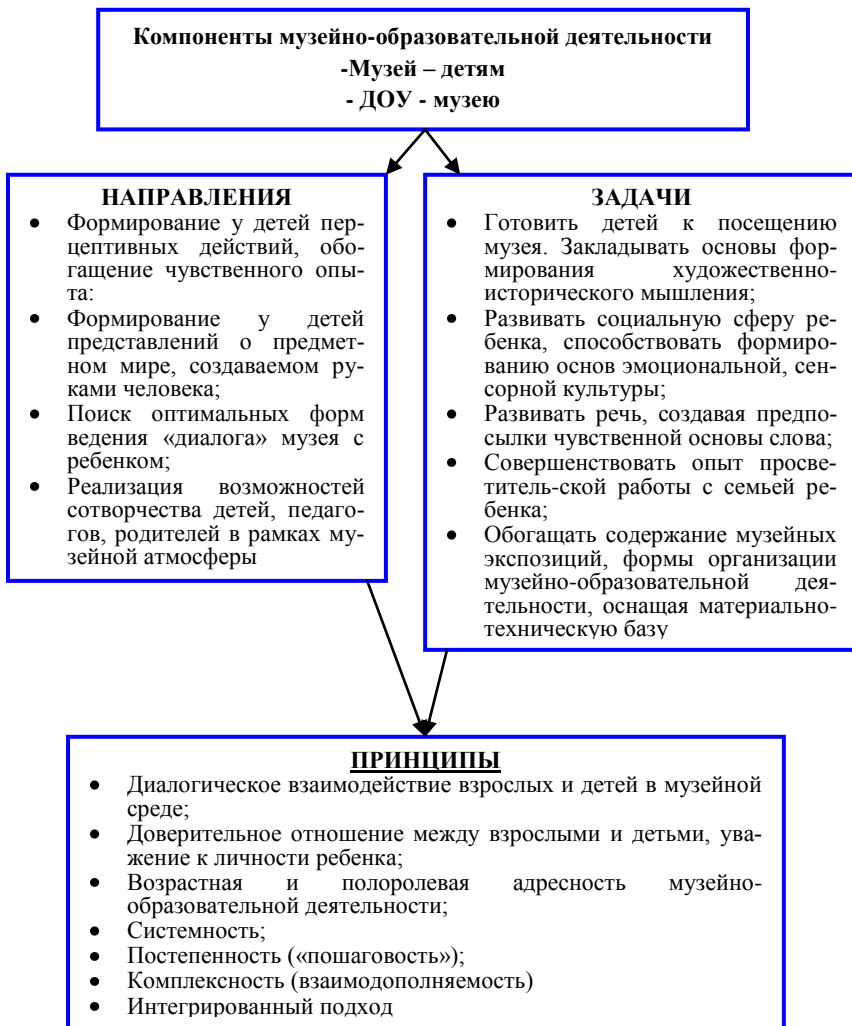 Компоненты музейно-образовательной деятельности
-Музей – детям
- ДОУ - музею
НАПРАВЛЕНИЯ
• Формирование у детей пер-
цептивных действий, обо-
гащение чувственного опы-
та:
• Формирование у детей
представлений о предмет-
ном мире, создаваемом ру-
ками человека;
• Поиск оптимальных форм
ведения «диалога» музея с
ребенком;
• Реализация возможностей
сотворчества детей, педаго-
гов, родителей в рамках му-
зейной атмосферы
ЗАДАЧИ
• Готовить детей к посещению
музея. Закладывать основы фор-
мирования художественно-
исторического мышления;
• Развивать социальную сферу ре-
бенка, способствовать формиро-
ванию основ эмоциональной, сен-
сорной культуры;
• Развивать речь, создавая предпо-
сылки чувственной основы слова;
• Совершенствовать опыт просве-
титель-ской работы с семьей ре-
бенка;
• Обогащать содержание музейных
экспозиций, формы организации
музейно-образовательной дея-
тельности, оснащая материально-
техническую базу
ПРИНЦИПЫ
• Диалогическое взаимодействие взрослых и детей в музейной
среде;
• Доверительное отношение между взрослыми и детьми, ува-
жение к личности ребенка;
• Возрастная и полоролевая адресность музейно-
образовательной деятельности;
• Системность;
• Постепенность («пошаговость»);
• Комплексность (взаимодополняемость)
• Интегрированный подход